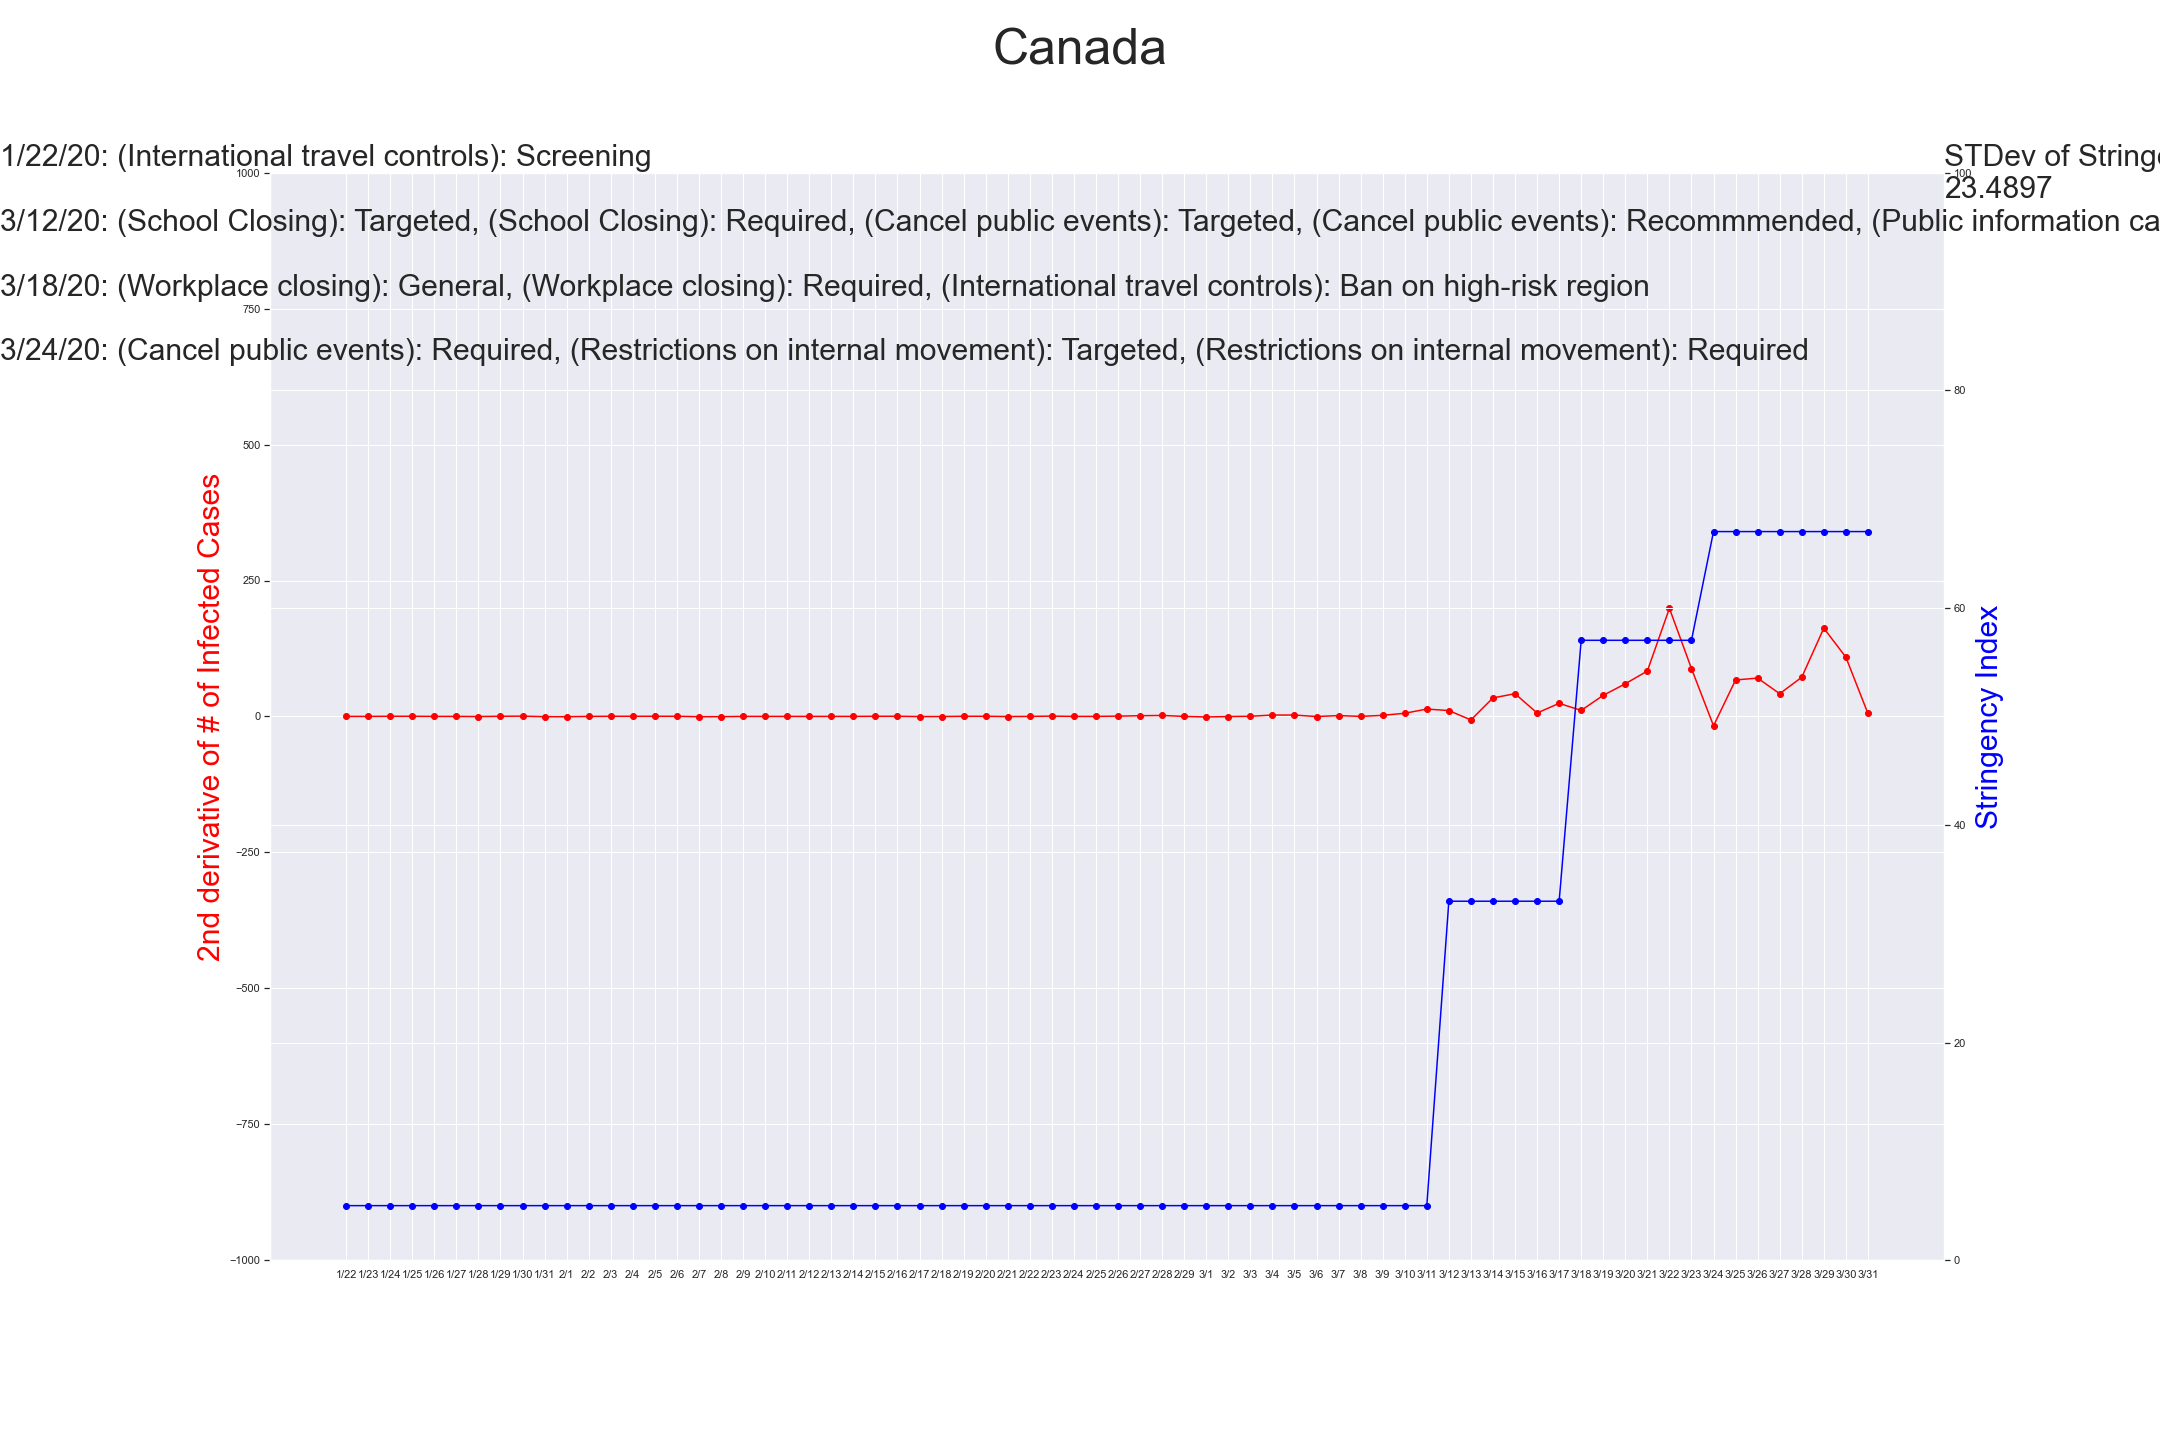 Canada
1/22/20: (International travel controls): Screening
STDev of Stringe
23.4897
3/12/20: (School Closing): Targeted, (School Closing): Required, (Cancel public events): Targeted, (Cancel public events): Recommmended, (Public information ca
3/18/20: (Workplace closing): General, (Workplace closing): Required, (International travel controls): Ban on high-risk region
3/24/20: (Cancel public events): Required, (Restrictions on internal movement): Targeted, (Restrictions on internal movement): Required
2nd derivative of # of Infected Cases
1000
750
500
250
0
−250
−500
−750
−1000
100
80
60
40
20
0
Stringency Index
1/22 1/23 1/24 1/25 1/26 1/27 1/28 1/29 1/30 1/31 2/1 2/2 2/3 2/4 2/5 2/6 2/7 2/8 2/9 2/10 2/11 2/12 2/13 2/14 2/15 2/16 2/17 2/18 2/19 2/20 2/21 2/22 2/23 2/24 2/25 2/26 2/27 2/28 2/29 3/1 3/2 3/3 3/4 3/5 3/6 3/7 3/8 3/9 3/10 3/11 3/12 3/13 3/14 3/15 3/16 3/17 3/18 3/19 3/20 3/21 3/22 3/23 3/24 3/25 3/26 3/27 3/28 3/29 3/30 3/31